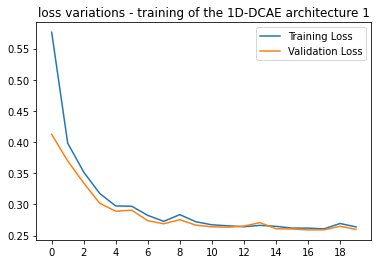 loss variations - training of the 1D-DCAE architecture 1
Training Loss
Validation Loss
0.55
0.50
0.45
0.40
0.35
0.30
0.25
0 2 4 6 8 10 12 14 16 18